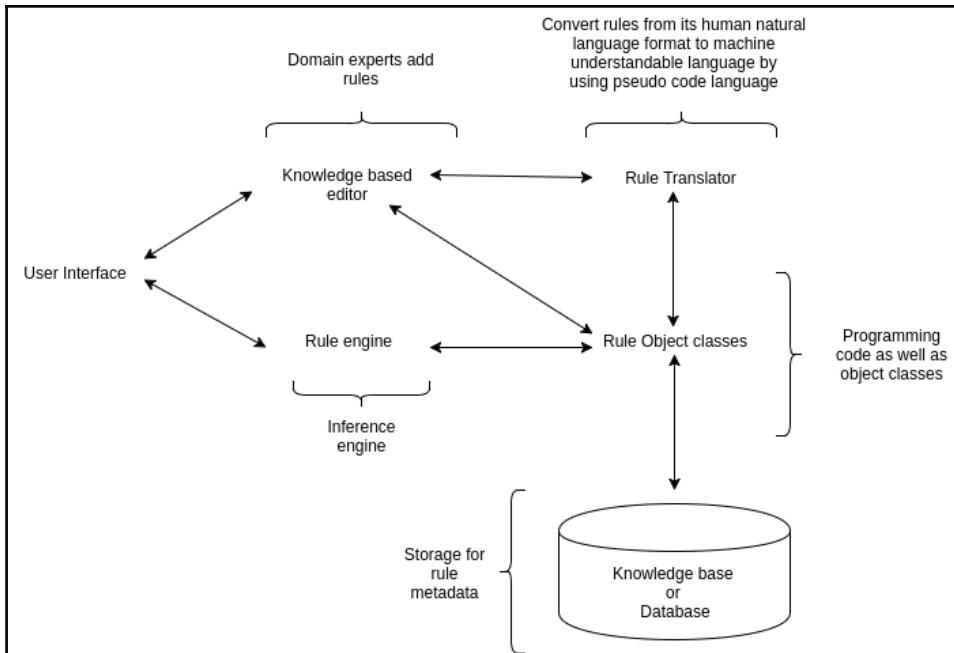 Domain experts add
rules
Convert rules from its human natural
language format to machine
understandable language by
using pseudo code language
Knowledge based
editor
Rule Translator
User Interface
Rule engine
Rule Object classes
Programming
code as well as
object classes
Inference
engine
Storage for
rule
metadata
Knowledge base
or
Database